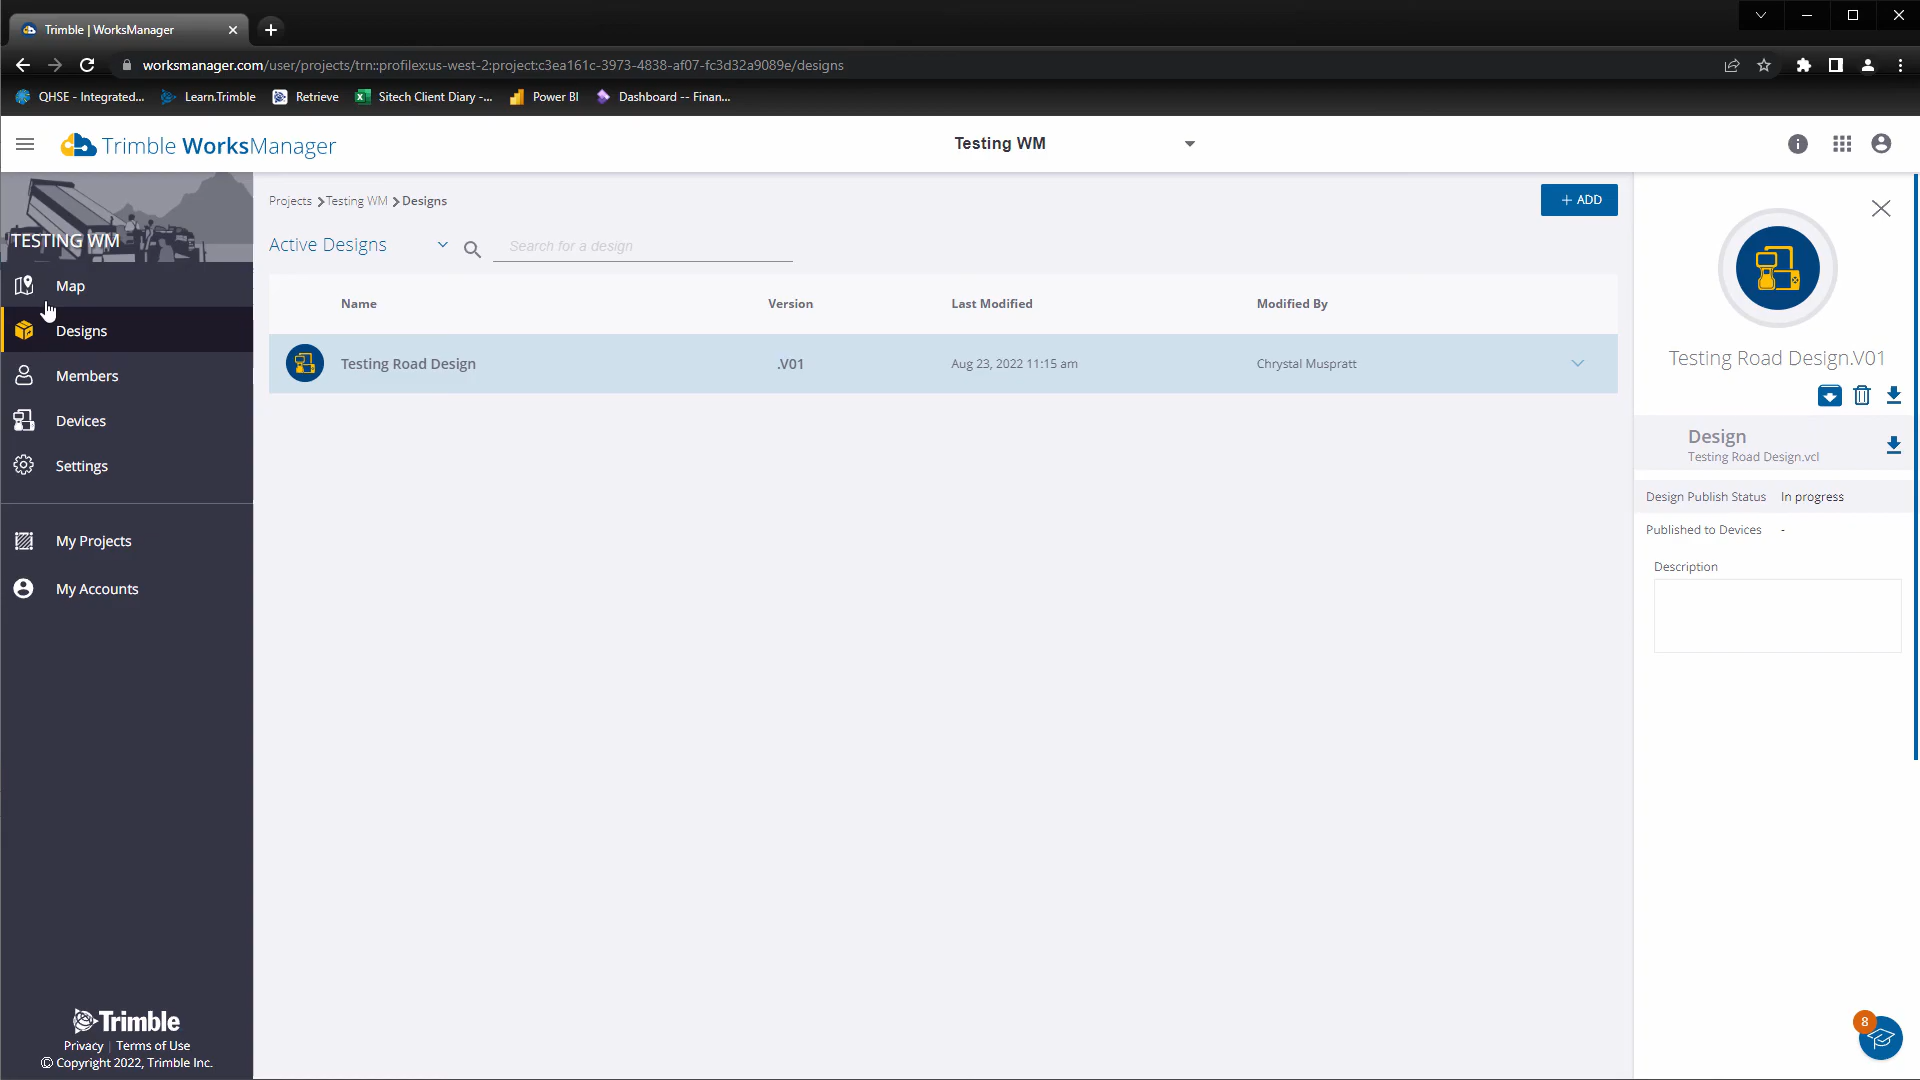 Trimble | WorksManager
worksmanager.com/user/projects/trn::profilex:us-west-2:project:c3ea161c-3973-4838-af07-fc3d32a9089e/designs
QHSE - Integrated... Learn.Trimble Retrieve Sitech Client Diary -... Power BI Dashboard -- Finan...
Trimble WorksManager
Testing WM
TESTING WM
Map
Designs
Members
Devices
Settings
My Projects
My Accounts
Trimble
Privacy | Terms of Use
© Copyright 2022, Trimble Inc.
Projects > Testing WM > Designs
+ ADD
Active Designs
Search for a design
Name Version Last Modified Modified By
Testing Road Design .V01 Aug 23, 2022 11:15 am Chrystal Muspratt
Testing Road Design.V01
Design
Testing Road Design.vcl
Design Publish Status In progress
Published to Devices -
Description
8